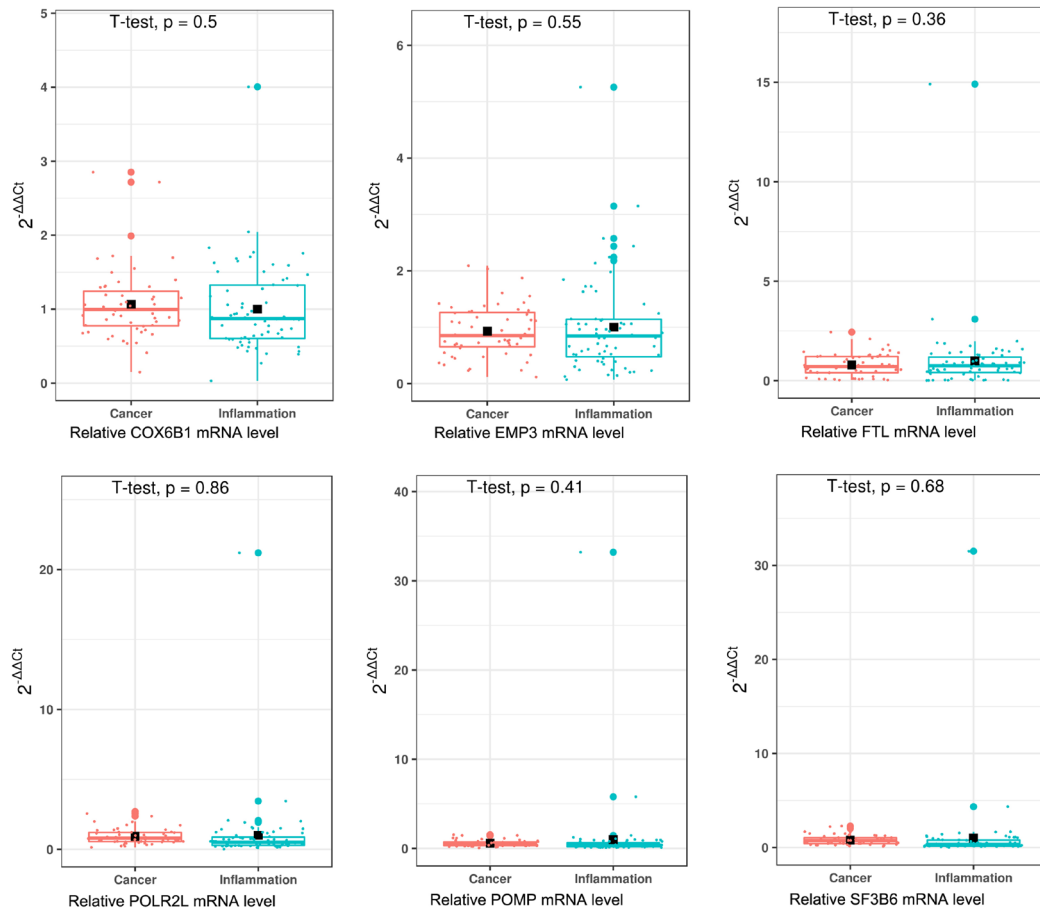 T-test, p = 0.5
5
4
3
2
1
0
2^-ΔΔCt
Cancer
Inflammation
Relative COX6B1 mRNA level
T-test, p = 0.55
6
4
2
0
2^-ΔΔCt
Cancer
Inflammation
Relative EMP3 mRNA level
T-test, p = 0.36
15
10
5
0
2^-ΔΔCt
Cancer
Inflammation
Relative FTL mRNA level
T-test, p = 0.86
20
10
0
2^-ΔΔCt
Cancer
Inflammation
Relative POLR2L mRNA level
T-test, p = 0.41
40
30
20
10
0
2^-ΔΔCt
Cancer
Inflammation
Relative POMP mRNA level
T-test, p = 0.68
30
20
10
0
2^-ΔΔCt
Cancer
Inflammation
Relative SF3B6 mRNA level